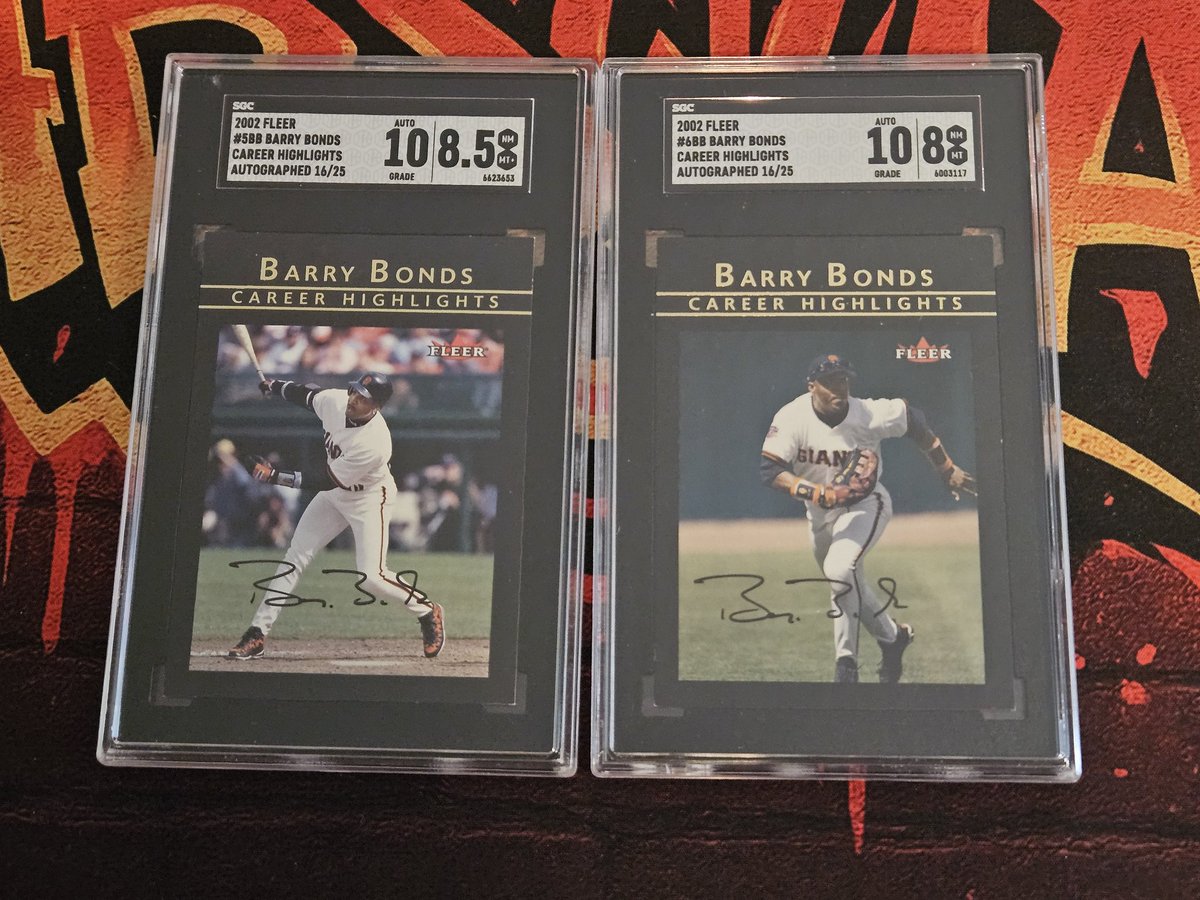 SGC
2002 FLEER
#5BB BARRY BONDS
CAREER HIGHLIGHTS
AUTOGRAPHED 16/25
AUTO
10
GRADE
8.5
NM
MT+
6623653
BARRY BONDS
CAREER HIGHLIGHTS
FLEER
SGC
2002 FLEER
#6BB BARRY BONDS
CAREER HIGHLIGHTS
AUTOGRAPHED 16/25
AUTO
10
GRADE
8
NM
MT
6003117
BARRY BONDS
CAREER HIGHLIGHTS
FLEER
GIAN